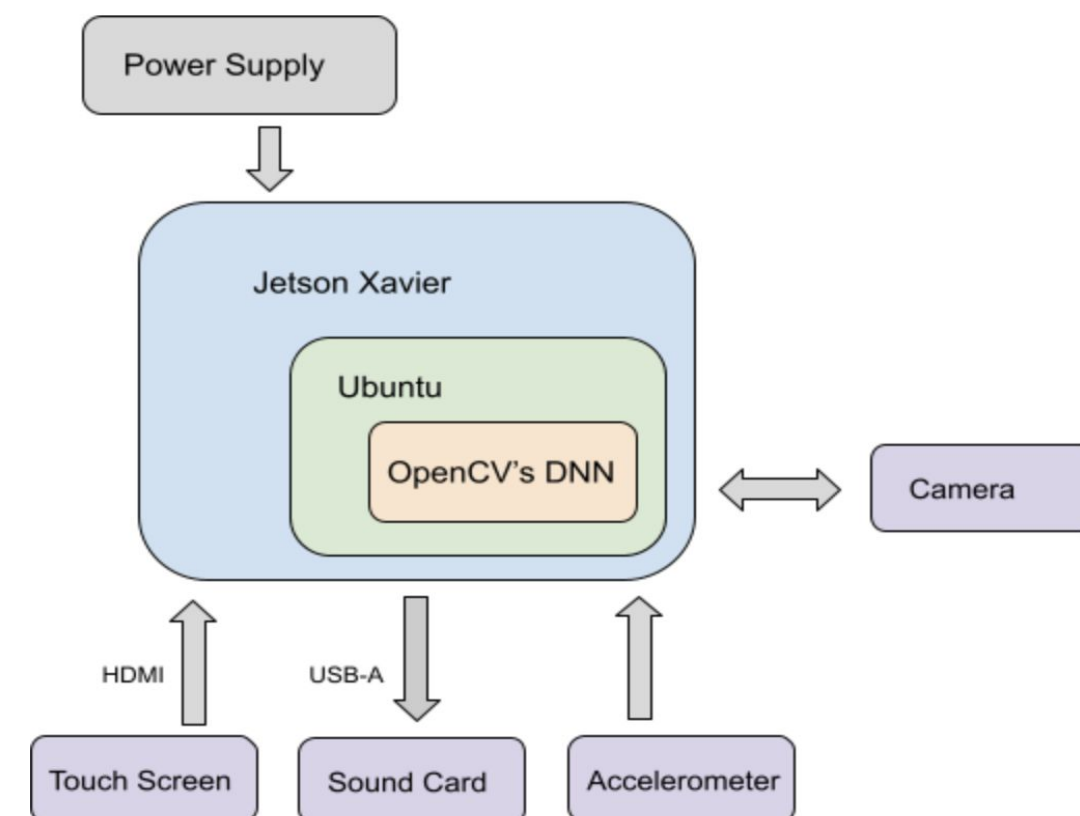 Power Supply
Jetson Xavier
Ubuntu
OpenCV’s DNN
Camera
HDMI
USB-A
Touch Screen
Sound Card
Accelerometer